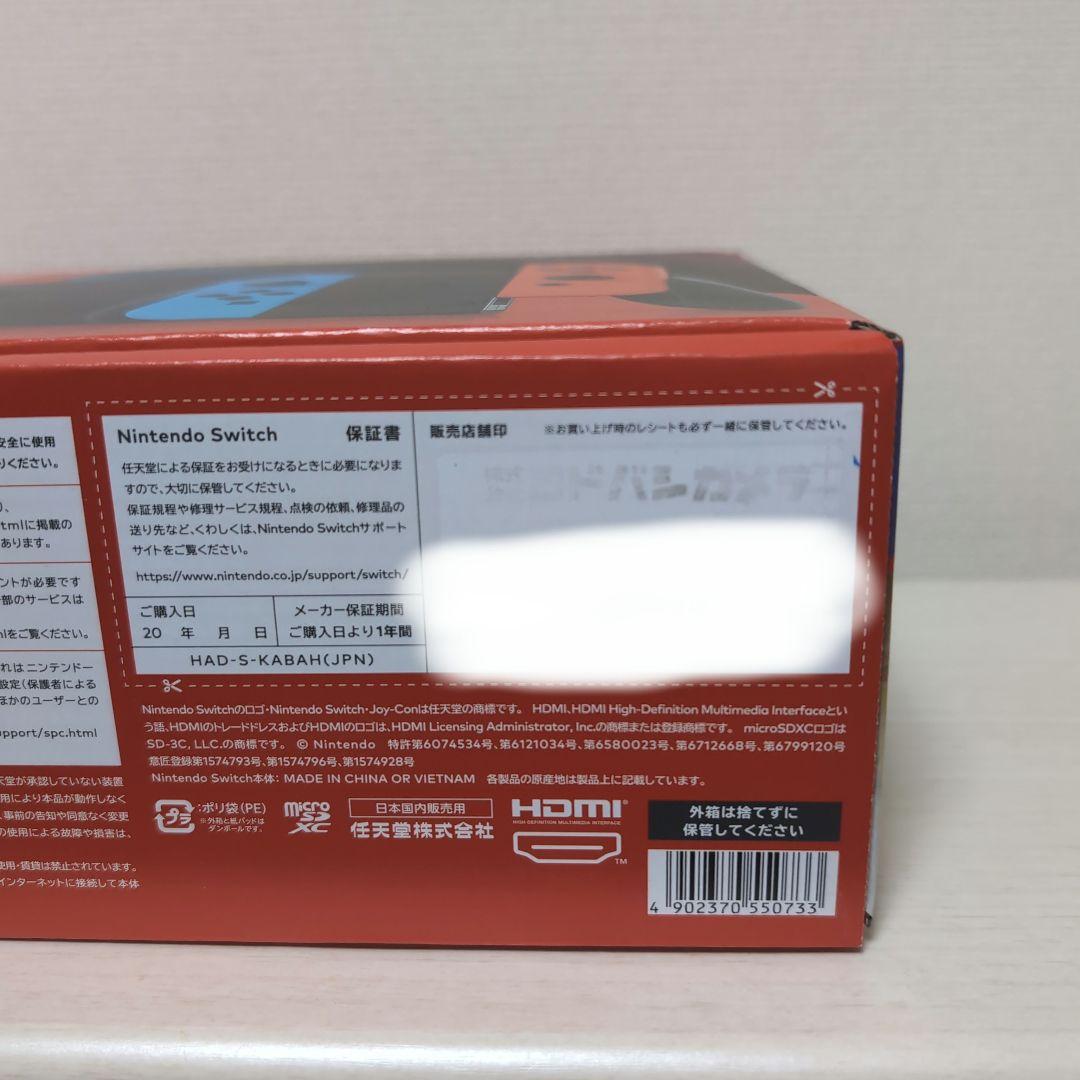 安全に使用
りください。
り、
tmlに掲載の
あります。
ントが必要です
部のサービスは
mlをご覧ください。
れは ニンテンドー
設定(保護者による
ほかのユーザーとの
upport/spc.html
天堂が承認していない装置
用により本品が動作しなく
、事前の告知や同意なく変更
の使用による故障や損害は、
使用・賃貸は禁止されています。
インターネットに接続して本体
Nintendo Switch 保証書
任天堂による保証をお受けになるときに必要になりま
すので、大切に保管してください。
保証規程や修理サービス規程、点検の依頼、修理品の
送り先など、くわしくは、Nintendo Switchサポート
サイトをご覧ください。
https://www.nintendo.co.jp/support/switch/
ご購入日 メーカー保証期間
20 年 月 日 ご購入日より1年間
HAD-S-KABAH(JPN)
販売店舗印 ※お買い上げ時のレシートも必ず一緒に保管してください。
ドバシカメラ
Nintendo Switchのロゴ・Nintendo Switch・Joy-Conは任天堂の商標です。 HDMI、HDMI High-Definition Multimedia Interfaceとい
う語、HDMIのトレードドレスおよびHDMIのロゴは、HDMI Licensing Administrator, Inc.の商標または登録商標です。 microSDXCロゴは
SD-3C, LLC.の商標です。 © Nintendo 特許第6074534号、第6121034号、第6580023号、第6712668号、第6799120号
意匠登録第1574793号、第1574796号、第1574928号
Nintendo Switch本体: MADE IN CHINA OR VIETNAM 各製品の原産地は製品上に記載しています。
プラ
:ポリ袋(PE)
※外箱と紙パッドは
ダンボールです。
micro
SD
XC
日本国内販売用
任天堂株式会社
HDMI
HIGH-DEFINITION MULTIMEDIA INTERFACE
TM
外箱は捨てずに
保管してください
4 902370 550733